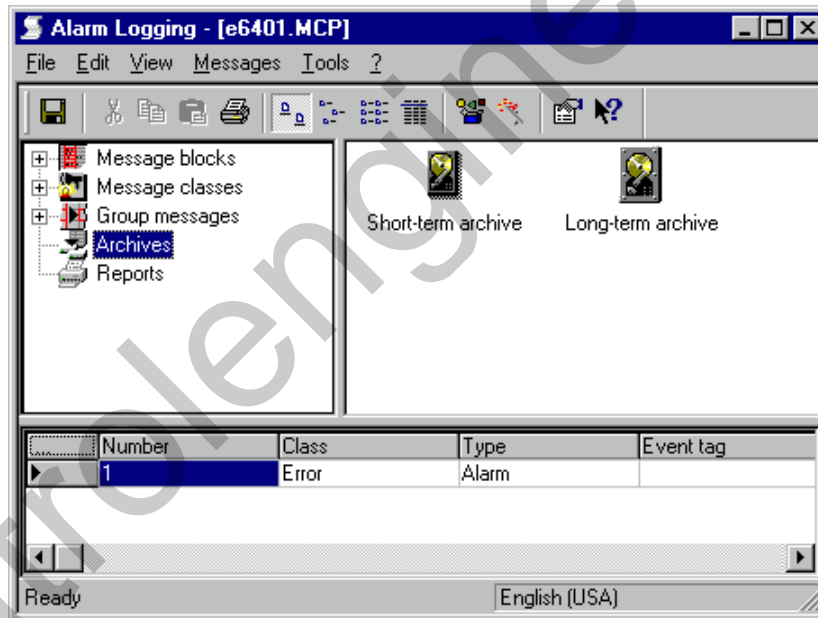 Alarm Logging - [e6401.MCP]
File Edit View Messages Tools ?
Message blocks
Message classes
Group messages
Archives
Reports
Short-term archive Long-term archive
Number Class Type Event tag
1 Error Alarm
Ready English (USA)
trolengine